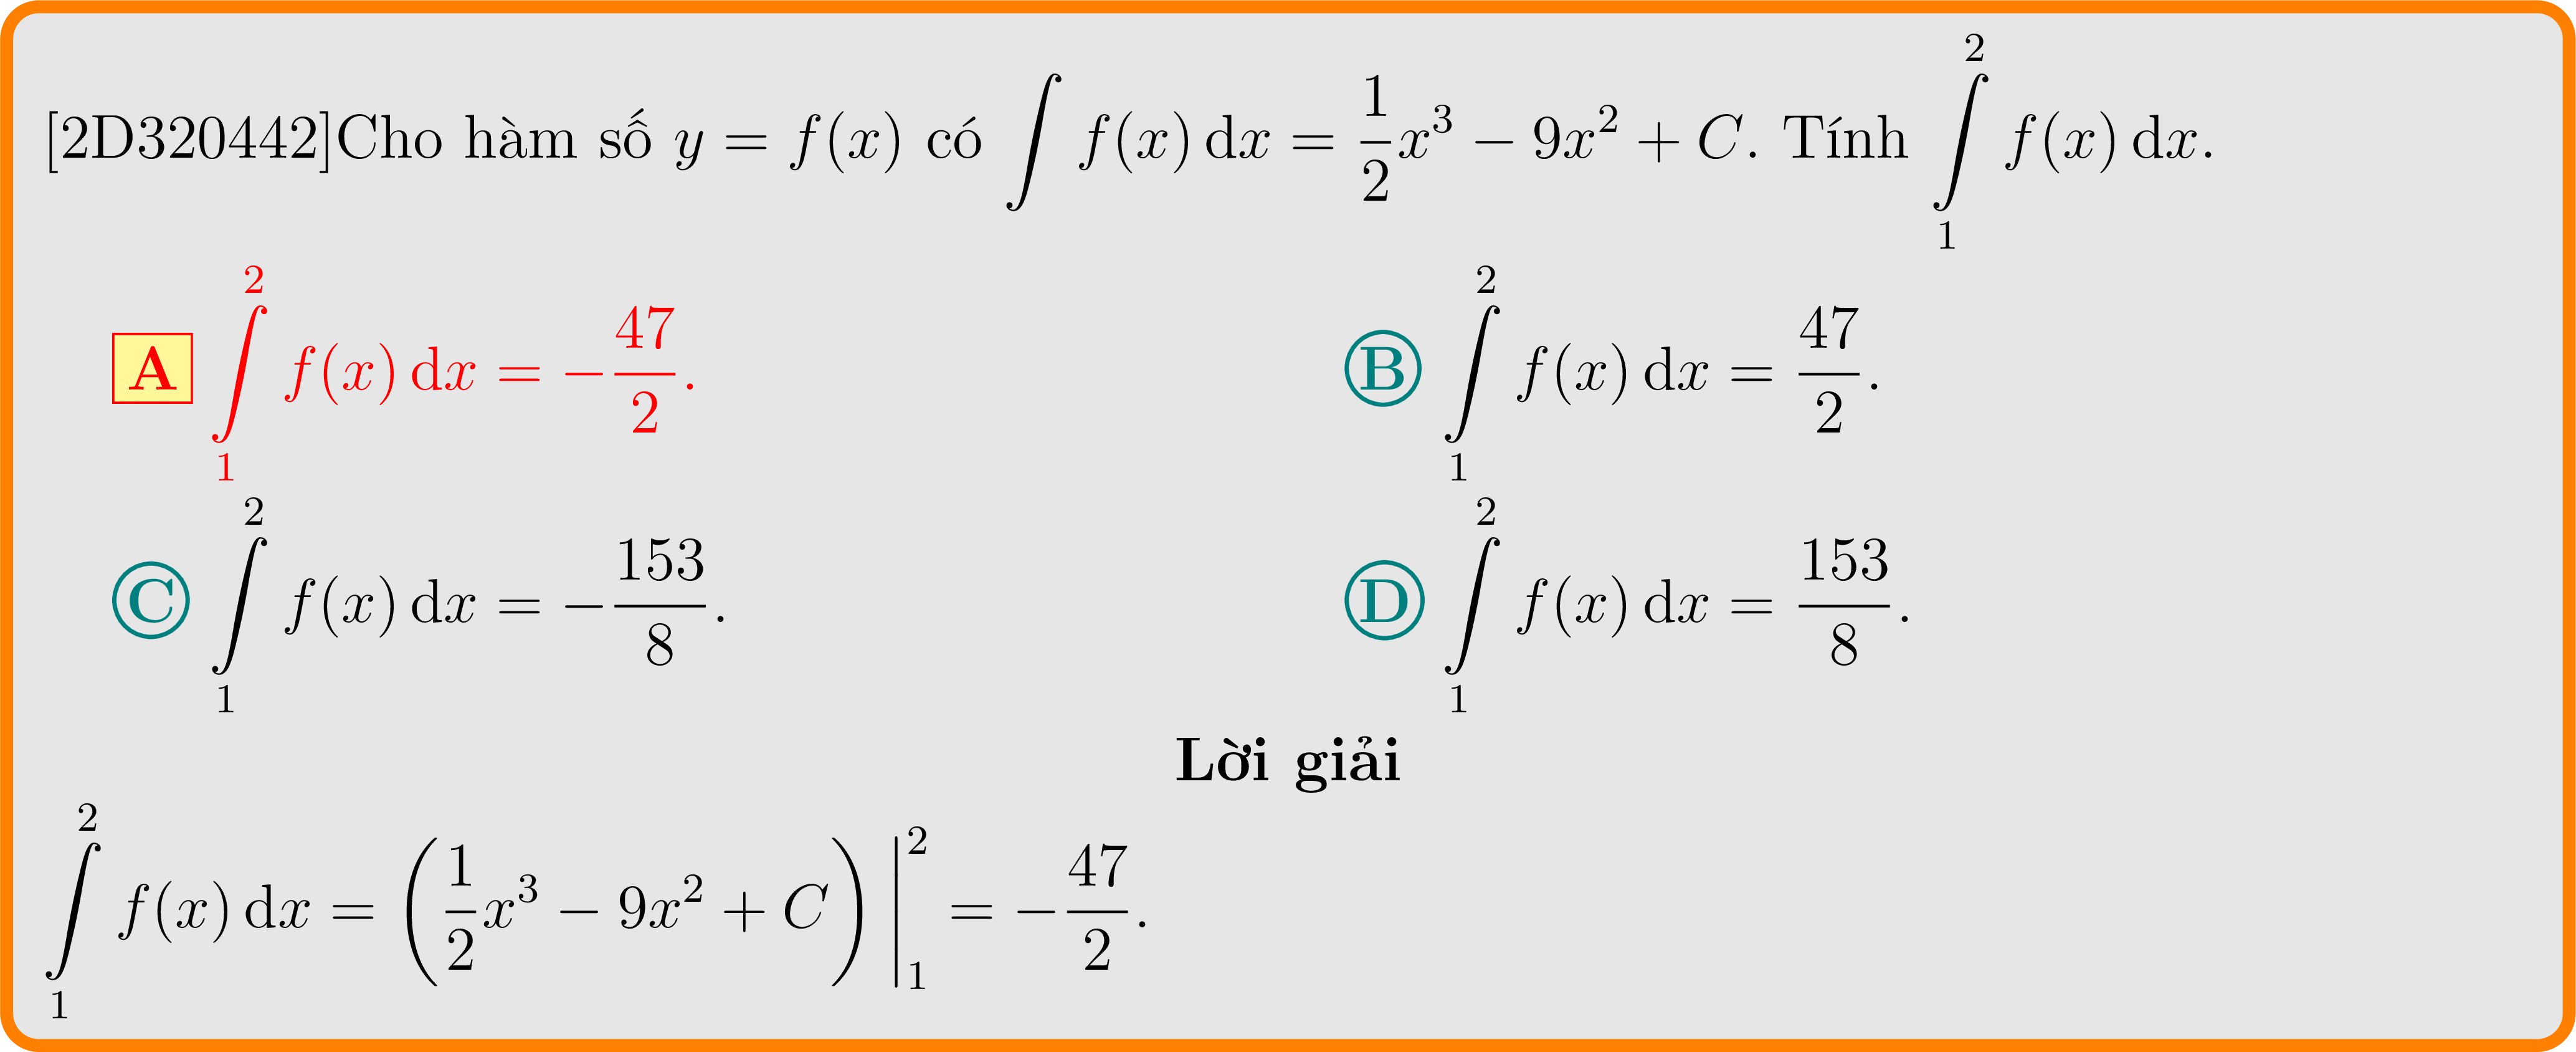 [2D320442]Cho hàm số $y = f(x)$ có $\int f(x)\,\mathrm{d}x = \frac{1}{2}x^3 - 9x^2 + C$. Tính $\int\limits_1^2 f(x)\,\mathrm{d}x$.
A $\int\limits_1^2 f(x)\,\mathrm{d}x = -\frac{47}{2}$.
B $\int\limits_1^2 f(x)\,\mathrm{d}x = \frac{47}{2}$.
C $\int\limits_1^2 f(x)\,\mathrm{d}x = -\frac{153}{8}$.
D $\int\limits_1^2 f(x)\,\mathrm{d}x = \frac{153}{8}$.
Lời giải
$\int\limits_1^2 f(x)\,\mathrm{d}x = \left(\frac{1}{2}x^3 - 9x^2 + C\right)\Big|_1^2 = -\frac{47}{2}$.